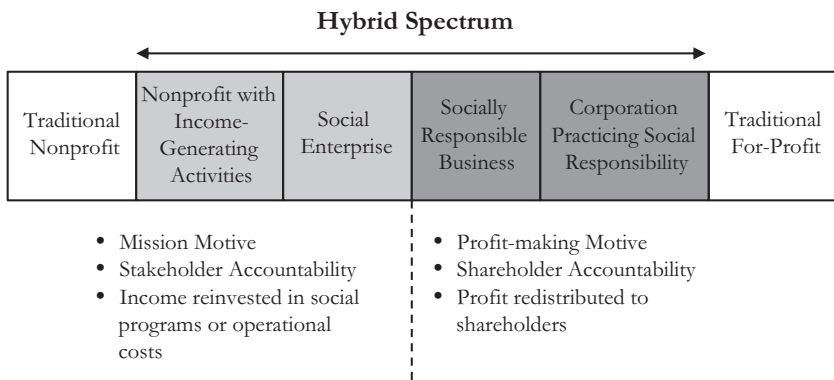 Hybrid Spectrum
Traditional
Nonprofit
Nonprofit with
Income-
Generating
Activities
Social
Enterprise
Socially
Responsible
Business
Corporation
Practicing Social
Responsibility
Traditional
For-Profit
• Mission Motive
• Stakeholder Accountability
• Income reinvested in social
programs or operational
costs
• Profit-making Motive
• Shareholder Accountability
• Profit redistributed to
shareholders